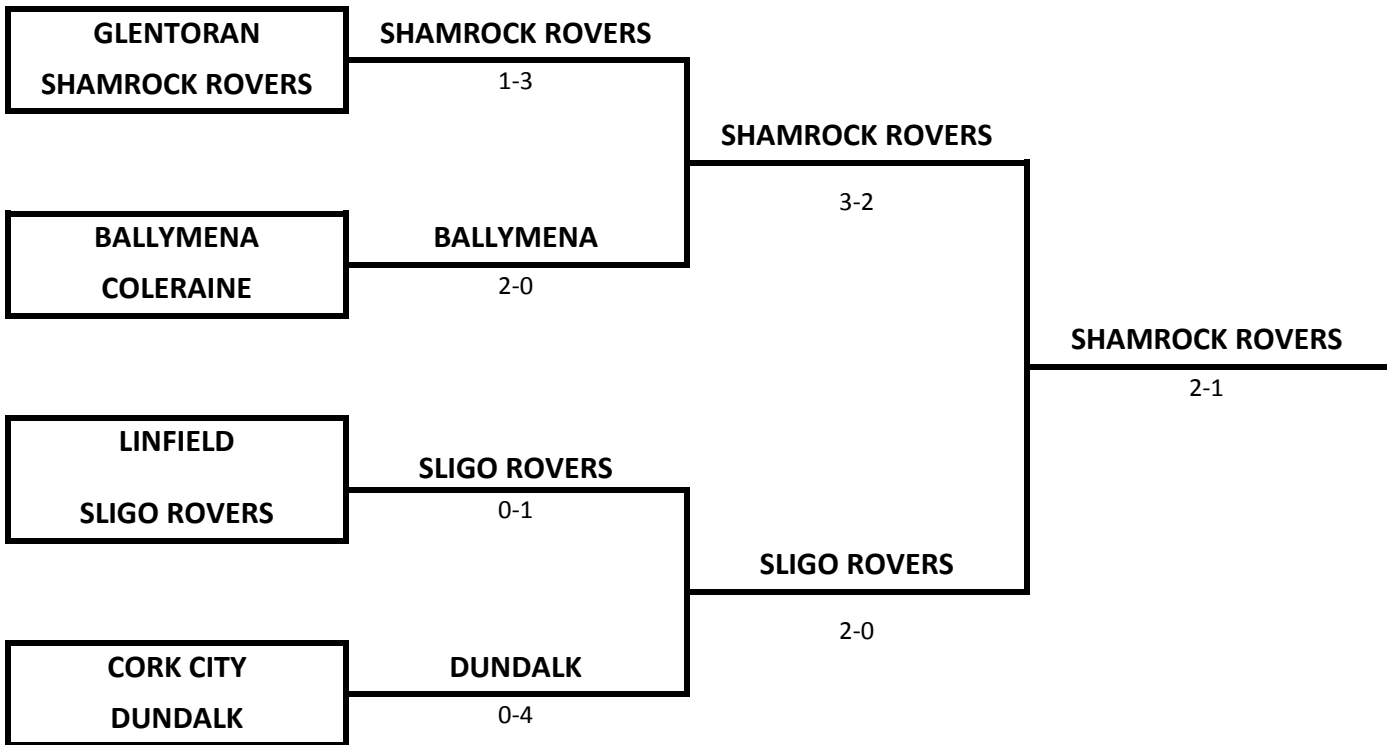 GLENTORAN
SHAMROCK ROVERS
SHAMROCK ROVERS
1-3
SHAMROCK ROVERS
3-2
BALLYMENA
COLERAINE
BALLYMENA
2-0
SHAMROCK ROVERS
2-1
LINFIELD
SLIGO ROVERS
SLIGO ROVERS
0-1
SLIGO ROVERS
2-0
CORK CITY
DUNDALK
DUNDALK
0-4